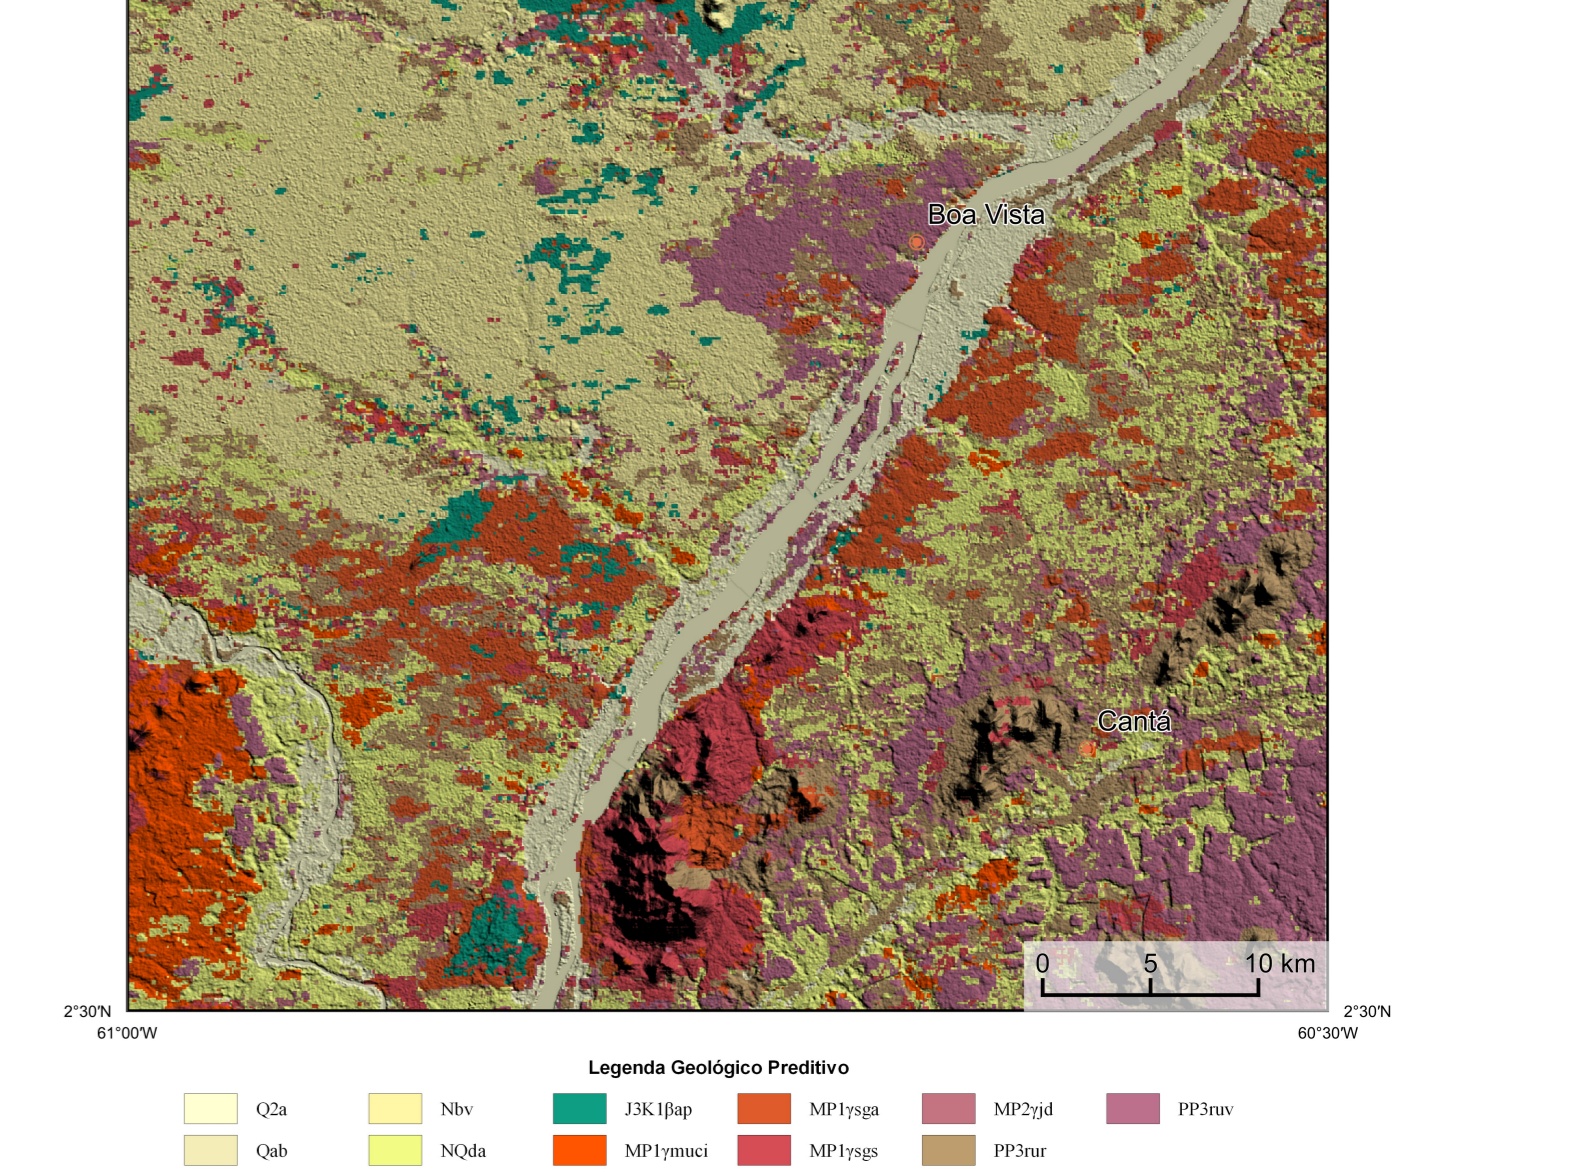 Boa Vista
Cantá
0 5 10 km
2°30'N 2°30'N
61°00'W 60°30'W
Legenda Geológico Preditivo
Q2a Nbv J3K1βap MP1γsga MP2γjd PP3ruv
Qab NQda MP1γmuci MP1γsgs PP3rur